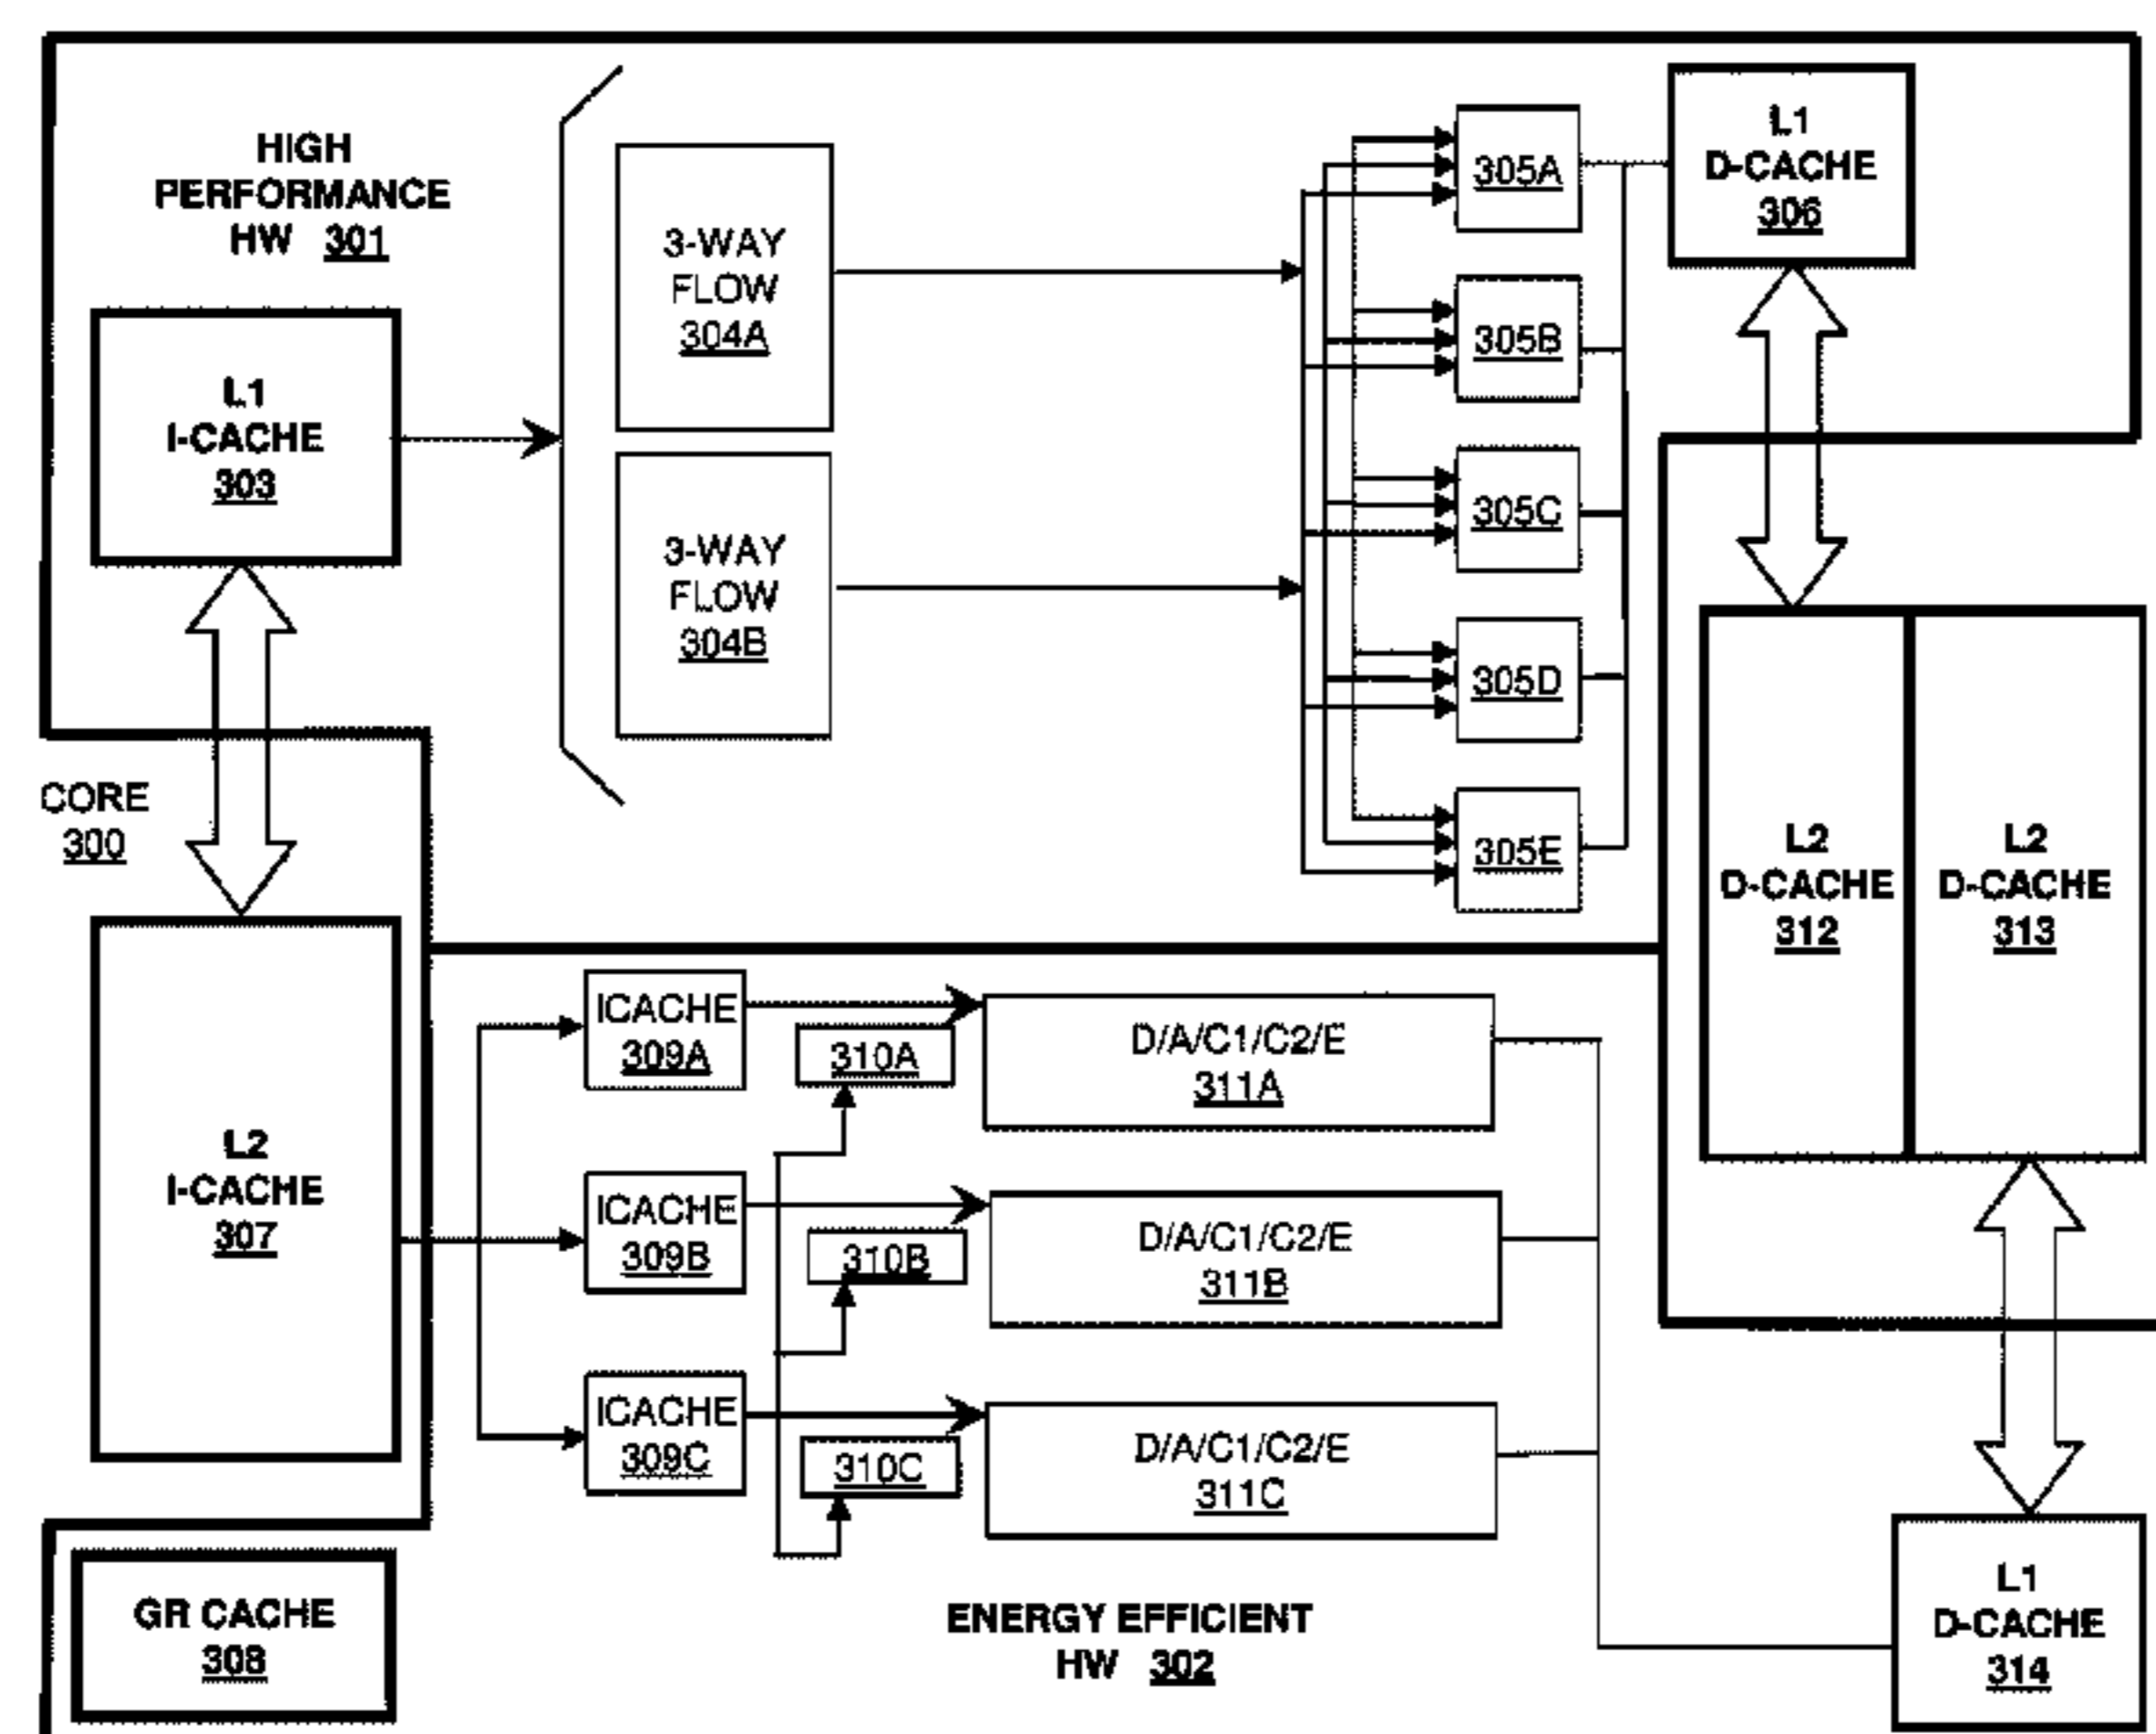 HIGH
PERFORMANCE
HW 301
L1
I-CACHE
303
3-WAY
FLOW
304A
3-WAY
FLOW
304B
305A
305B
305C
305D
305E
L1
D-CACHE
306
CORE
300
L2
I-CACHE
307
GR CACHE
308
ICACHE
309A
ICACHE
309B
ICACHE
309C
310A
310B
310C
D/A/C1/C2/E
311A
D/A/C1/C2/E
311B
D/A/C1/C2/E
311C
L2
D-CACHE
312
L2
D-CACHE
313
ENERGY EFFICIENT
HW 302
L1
D-CACHE
314